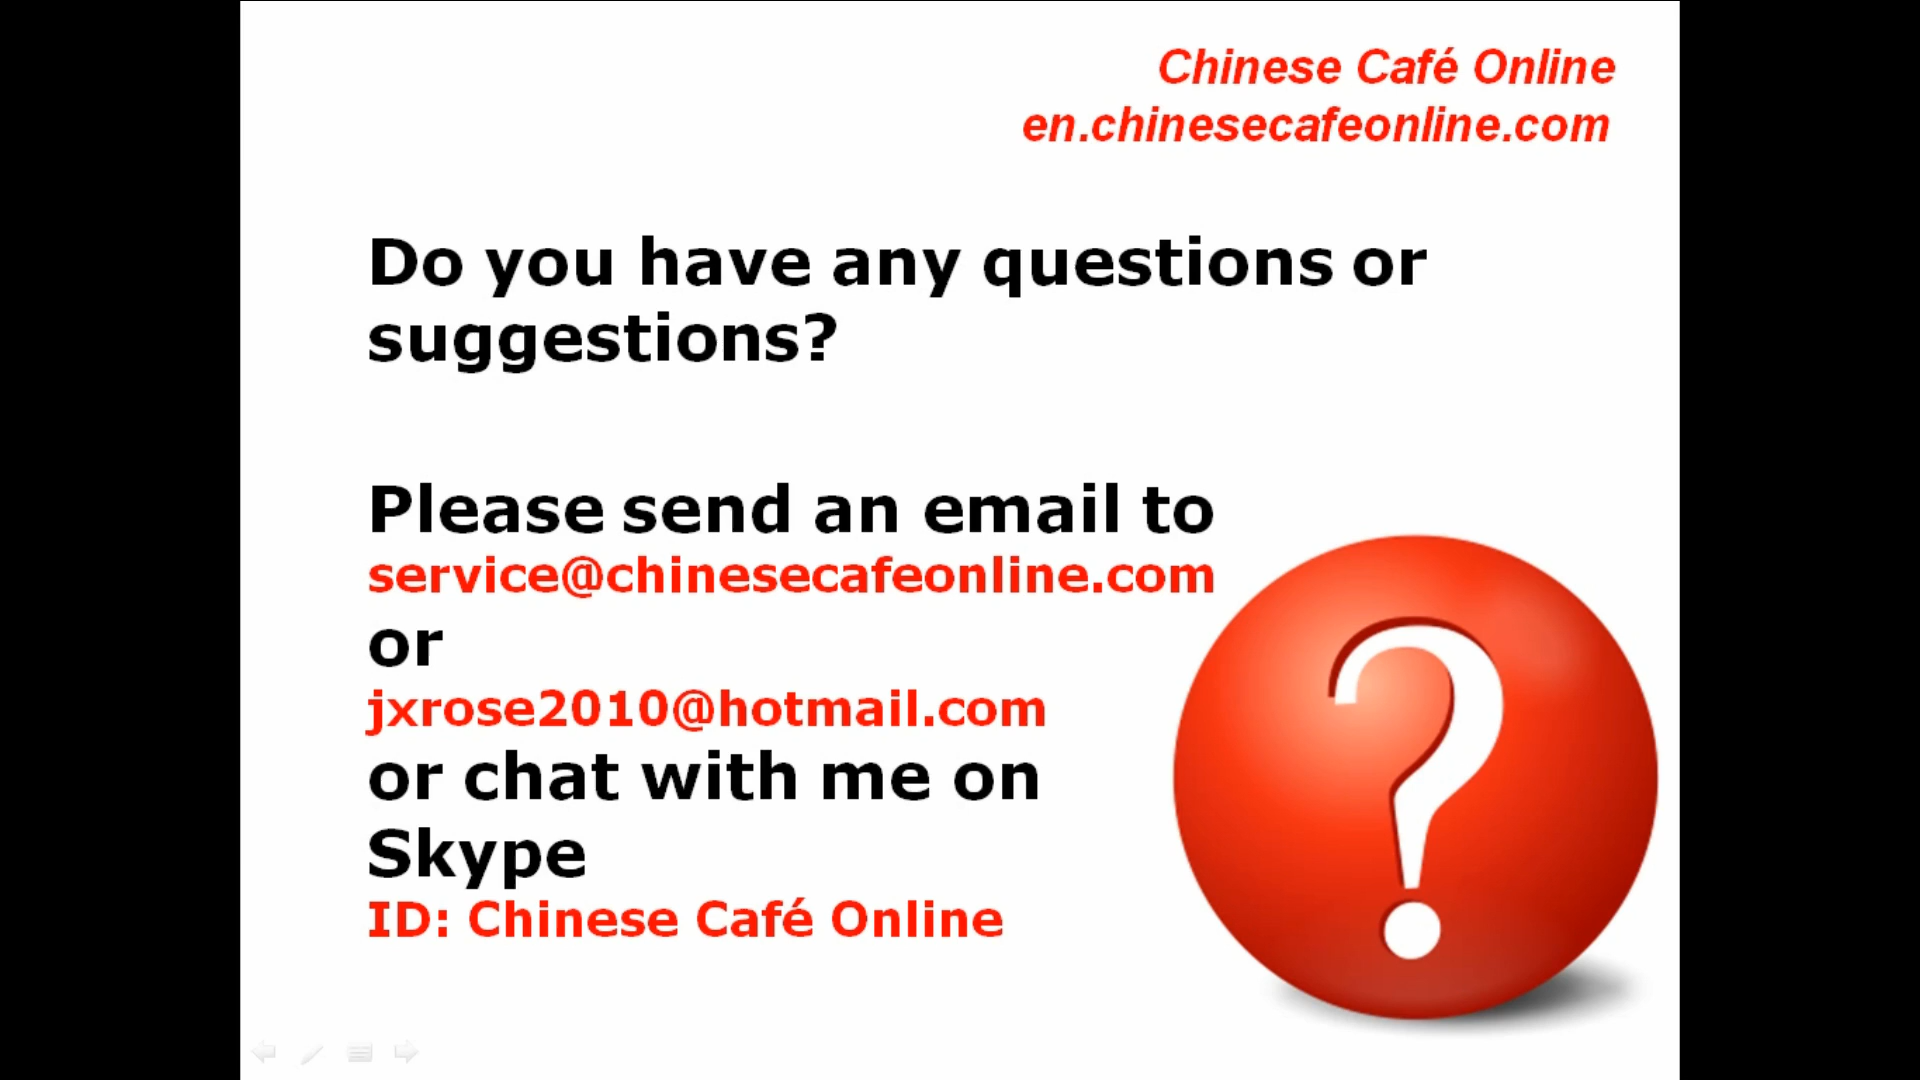 Chinese Café Online
en.chinesecafeonline.com
Do you have any questions or
suggestions?
Please send an email to
service@chinesecafeonline.com
or
jxrose2010@hotmail.com
or chat with me on
Skype
ID: Chinese Café Online
?